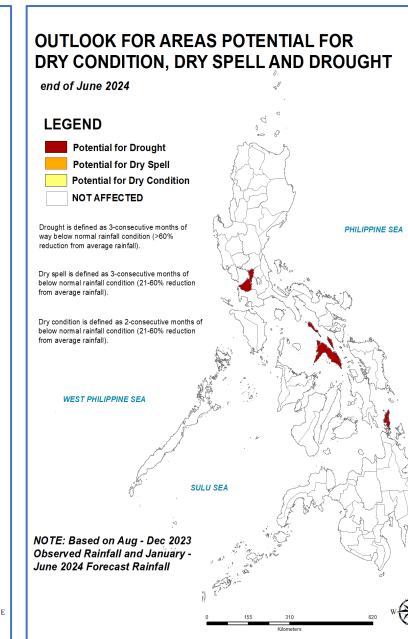 OUTLOOK FOR AREAS POTENTIAL FOR
DRY CONDITION, DRY SPELL AND DROUGHT
end of June 2024
LEGEND
Potential for Drought
Potential for Dry Spell
Potential for Dry Condition
NOT AFFECTED
Drought is defined as 3-consecutive months of
way below normal rainfall condition (>60%
reduction from average rainfall).
Dry spell is defined as 3-consecutive months of
below normal rainfall condition (21-60% reduction
from average rainfall).
Dry condition is defined as 2-consecutive months of
below normal rainfall condition (21-60% reduction
from average rainfall).
PHILIPPINE SEA
WEST PHILIPPINE SEA
SULU SEA
NOTE: Based on Aug - Dec 2023
Observed Rainfall and January -
June 2024 Forecast Rainfall
0 155 310 620
Kilometers
E
W